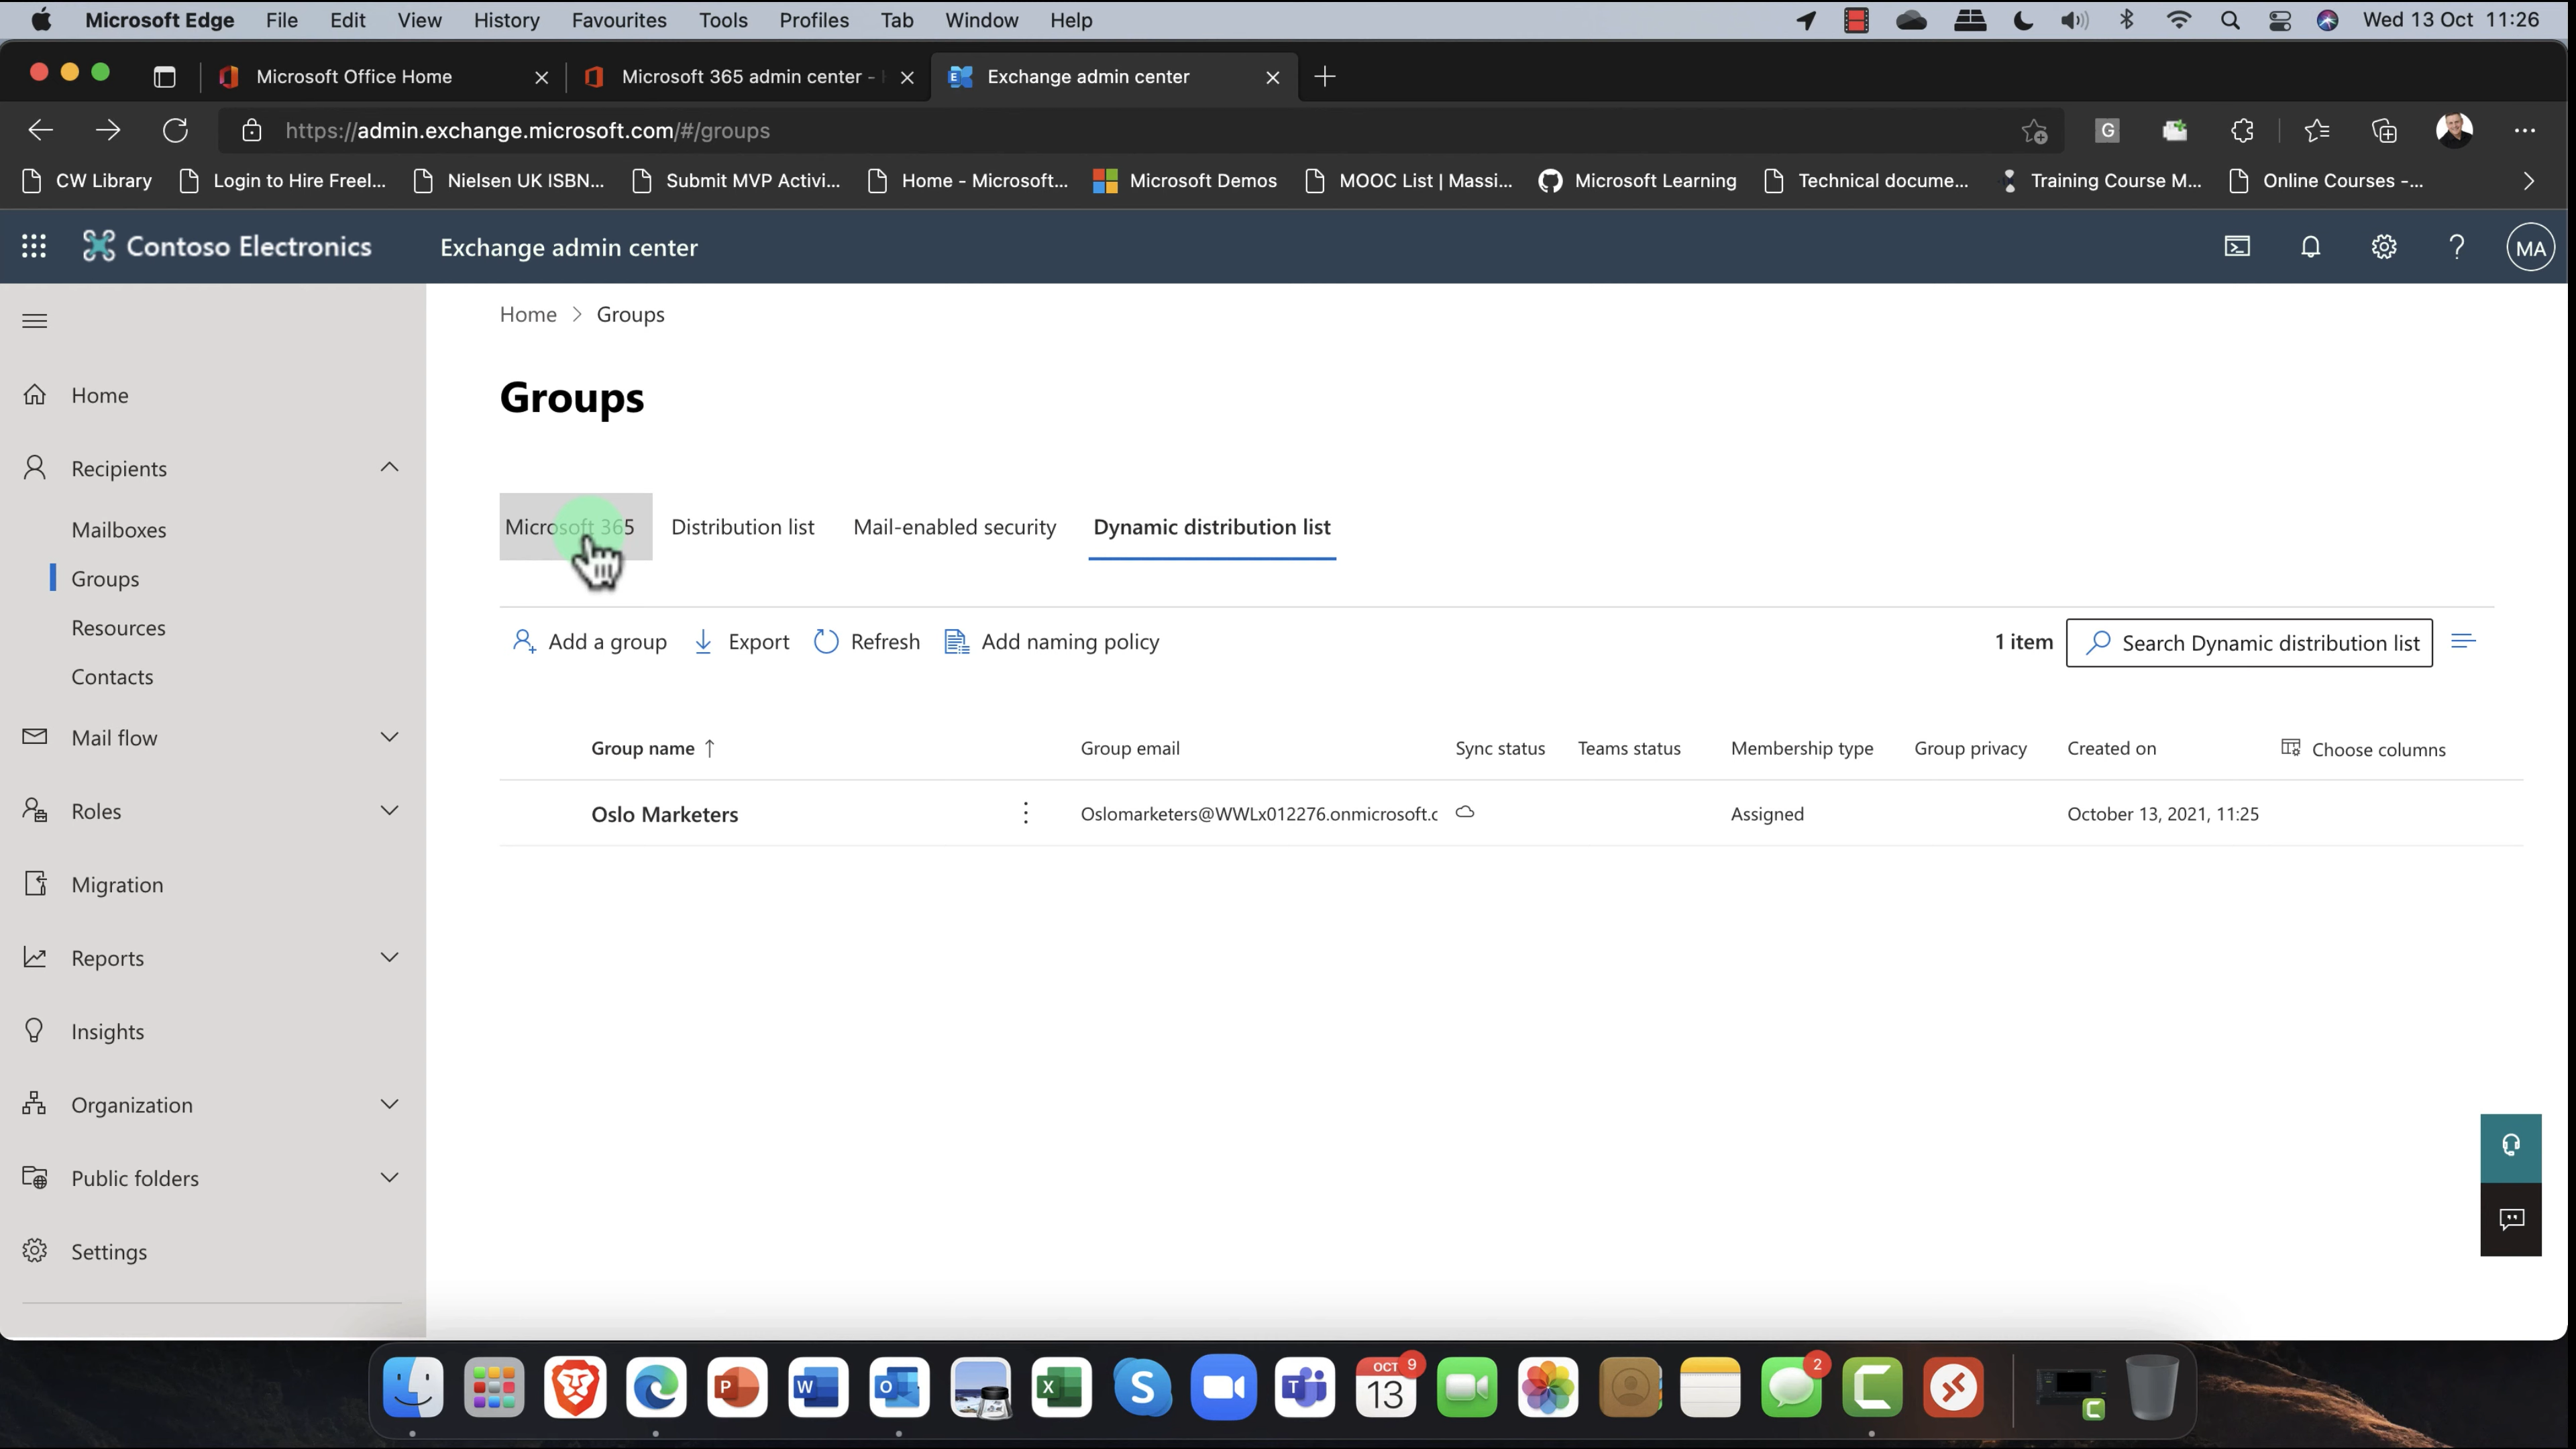 Microsoft Edge File Edit View History Favourites Tools Profiles Tab Window Help Wed 13 Oct 11:26
Microsoft Office Home Microsoft 365 admin center - Exchange admin center
https://admin.exchange.microsoft.com/#/groups G
CW Library Login to Hire Freel... Nielsen UK ISBN... Submit MVP Activi... Home - Microsoft... Microsoft Demos MOOC List | Massi... Microsoft Learning Technical docume... Training Course M... Online Courses -...
Contoso Electronics Exchange admin center ? MA
Home > Groups
Groups
Home
Recipients
Mailboxes
Groups
Resources
Contacts
Mail flow
Roles
Migration
Reports
Insights
Organization
Public folders
Settings
Microsoft 365 Distribution list Mail-enabled security Dynamic distribution list
Add a group Export Refresh Add naming policy 1 item Search Dynamic distribution list
Group name ↑ Group email Sync status Teams status Membership type Group privacy Created on Choose columns
Oslo Marketers Oslomarketers@WWLx012276.onmicrosoft.c Assigned October 13, 2021, 11:25
P W O X S T OCT 13 9 2 C